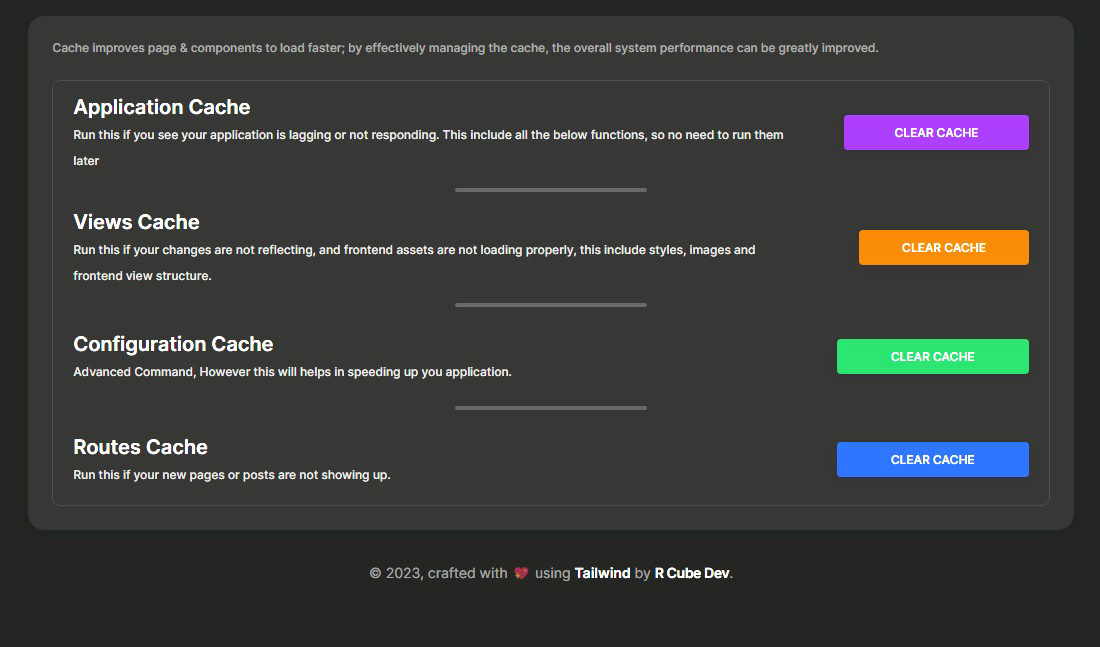 Cache improves page & components to load faster; by effectively managing the cache, the overall system performance can be greatly improved.
Application Cache
Run this if you see your application is lagging or not responding. This include all the below functions, so no need to run them
later
CLEAR CACHE
Views Cache
Run this if your changes are not reflecting, and frontend assets are not loading properly, this include styles, images and
frontend view structure.
CLEAR CACHE
Configuration Cache
Advanced Command, However this will helps in speeding up you application.
CLEAR CACHE
Routes Cache
Run this if your new pages or posts are not showing up.
CLEAR CACHE
© 2023, crafted with 💖 using Tailwind by R Cube Dev.